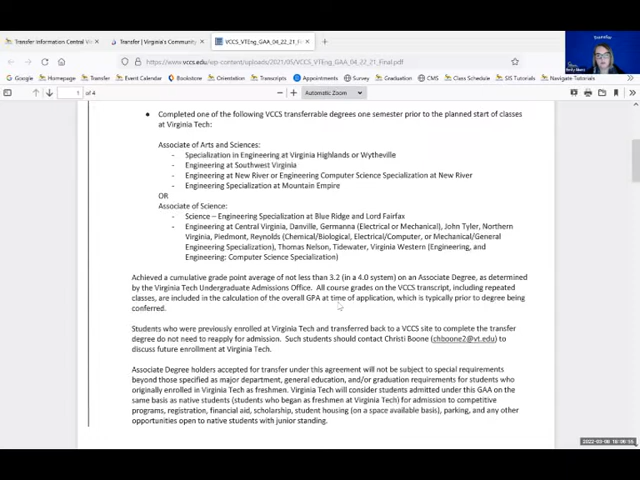 Transfer Information Central Vi
Transfer | Virginia's Community
VCCS_VTEng_GAA_04_22_21_Final.p
https://www.vccs.edu/wp-content/uploads/2021/05/VCCS_VTEng_GAA_04_22_21_Final.pdf
Google Homepage Transfer Event Calendar Bookstore Orientation Transcripts Appointments Survey Graduation CMS Class Schedule SIS Tutorials Navigate Tutorials
1 of 4 Automatic Zoom
• Completed one of the following VCCS transferrable degrees one semester prior to the planned start of classes
at Virginia Tech:
Associate of Arts and Sciences:
- Specialization in Engineering at Virginia Highlands or Wytheville
- Engineering at Southwest Virginia
- Engineering at New River or Engineering Computer Science Specialization at New River
- Engineering Specialization at Mountain Empire
OR
Associate of Science:
- Science – Engineering Specialization at Blue Ridge and Lord Fairfax
- Engineering at Central Virginia, Danville, Germanna (Electrical or Mechanical), John Tyler, Northern
Virginia, Piedmont, Reynolds (Chemical/Biological, Electrical/Computer, or Mechanical/General
Engineering Specialization), Thomas Nelson, Tidewater, Virginia Western (Engineering, and
Engineering: Computer Science Specialization)
Achieved a cumulative grade point average of not less than 3.2 (in a 4.0 system) on an Associate Degree, as determined
by the Virginia Tech Undergraduate Admissions Office. All course grades on the VCCS transcript, including repeated
classes, are included in the calculation of the overall GPA at time of application, which is typically prior to degree being
conferred.
Students who were previously enrolled at Virginia Tech and transferred back to a VCCS site to complete the transfer
degree do not need to reapply for admission. Such students should contact Christi Boone (chboone2@vt.edu) to
discuss future enrollment at Virginia Tech.
Associate Degree holders accepted for transfer under this agreement will not be subject to special requirements
beyond those specified as major department, general education, and/or graduation requirements for students who
originally enrolled in Virginia Tech as freshmen. Virginia Tech will consider students admitted under this GAA on the
same basis as native students (students who began as freshmen at Virginia Tech) for admission to competitive
programs, registration, financial aid, scholarship, student housing (on a space available basis), parking, and any other
opportunities open to native students with junior standing.